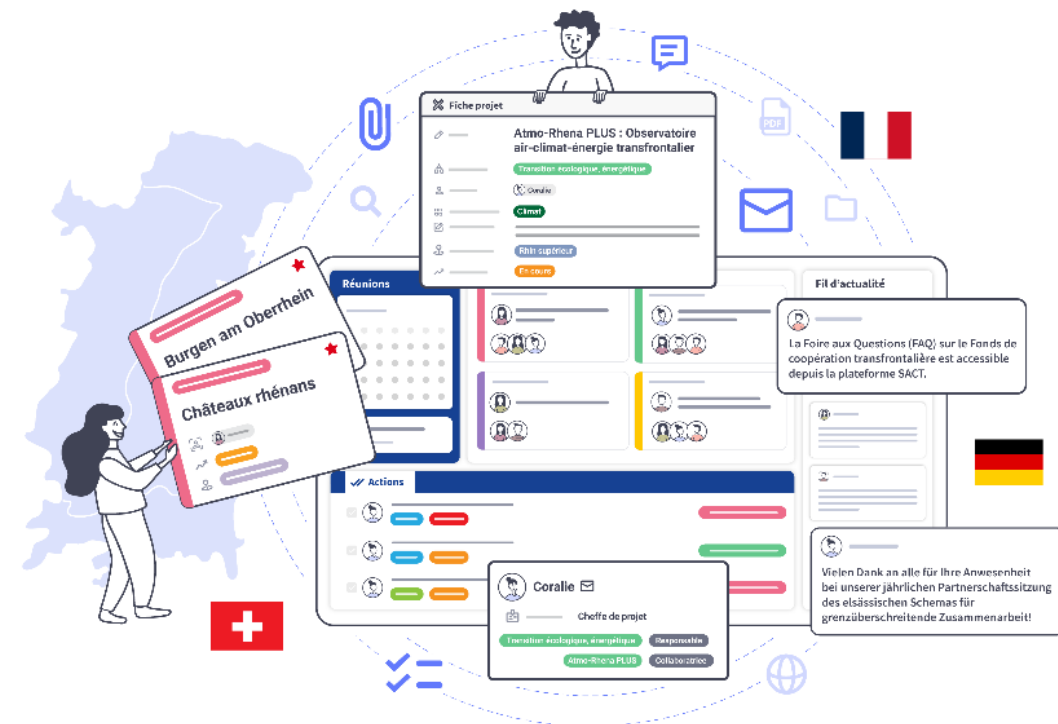 Fiche projet
Atmo-Rhena PLUS : Observatoire
air-climat-énergie transfrontalier
Transition écologique, énergétique
Coralie
Climat
Rhin supérieur
En cours
PDF
Burgen am Oberrhein
Châteaux rhénans
Réunions
Fil d'actualité
La Foire aux Questions (FAQ) sur le Fonds de
coopération transfrontalière est accessible
depuis la plateforme SACT.
Actions
Vielen Dank an alle für Ihre Anwesenheit
bei unserer jährlichen Partnerschaftssitzung
des elsässischen Schemas für
grenzüberschreitende Zusammenarbeit!
Coralie
Cheffe de projet
Transition écologique, énergétique Responsable
Atmo-Rhena PLUS Collaboratrice